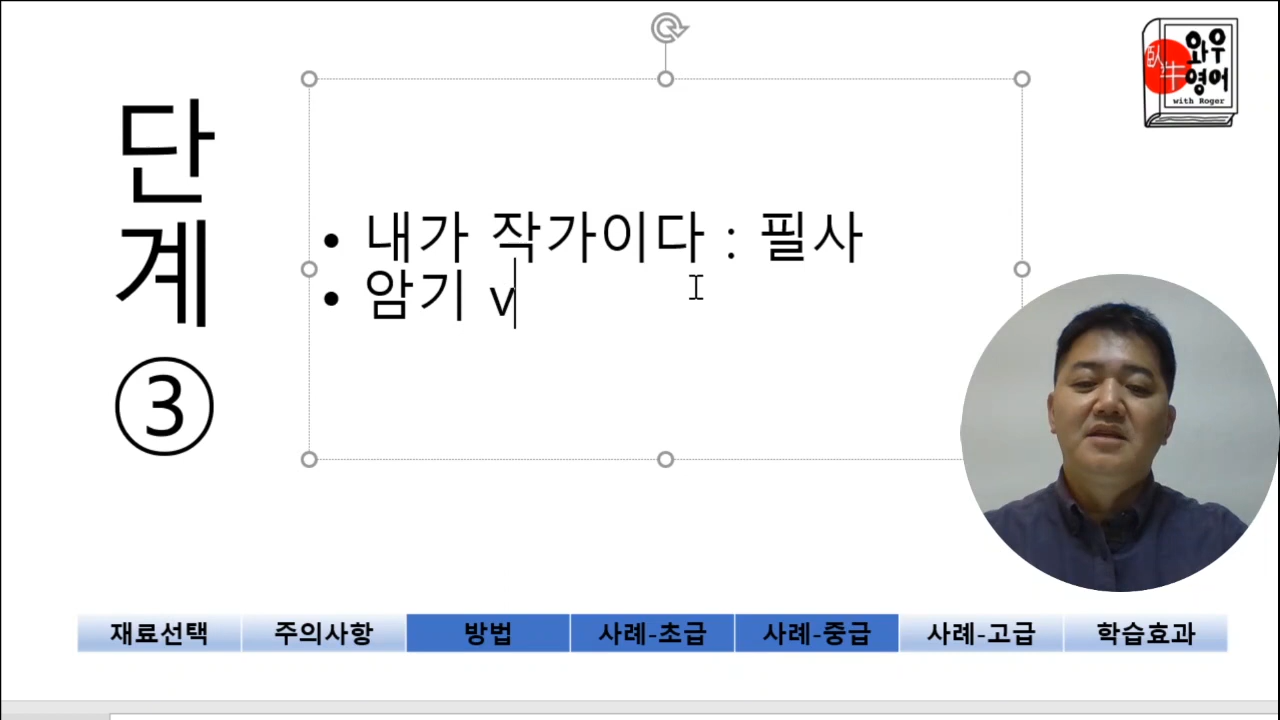 단
계
③
• 내가 작가이다 : 필사
• 암기 v
臥牛
와우
영어
with Roger
재료선택 주의사항 방법 사례-초급 사례-중급 사례-고급 학습효과